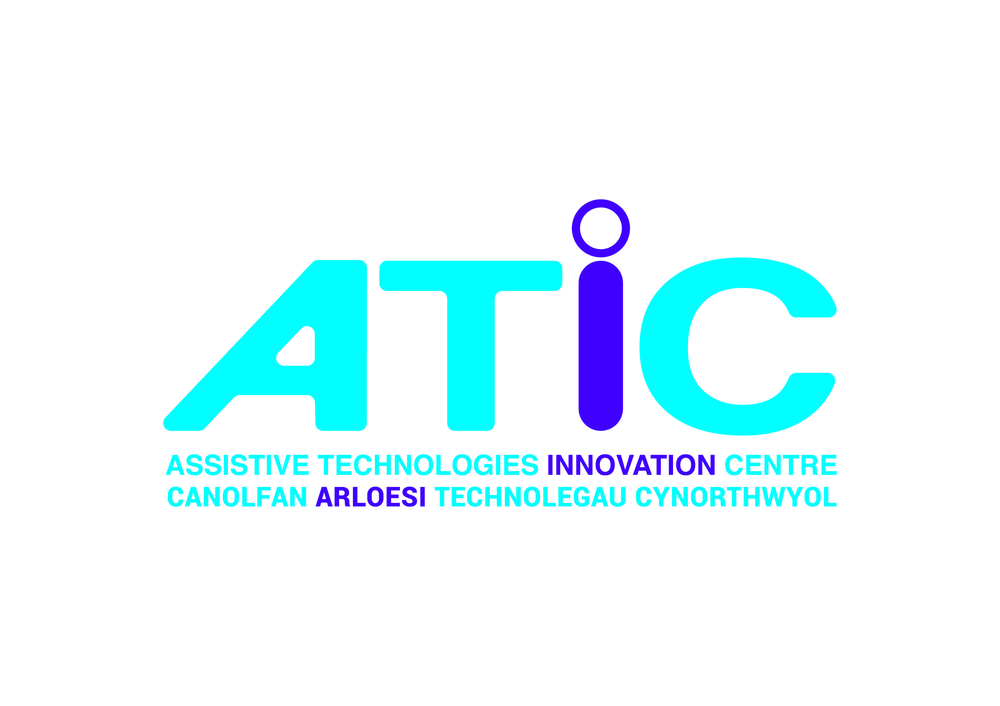 ATiC
ASSISTIVE TECHNOLOGIES INNOVATION CENTRE
CANOLFAN ARLOESI TECHNOLEGAU CYNORTHWYOL